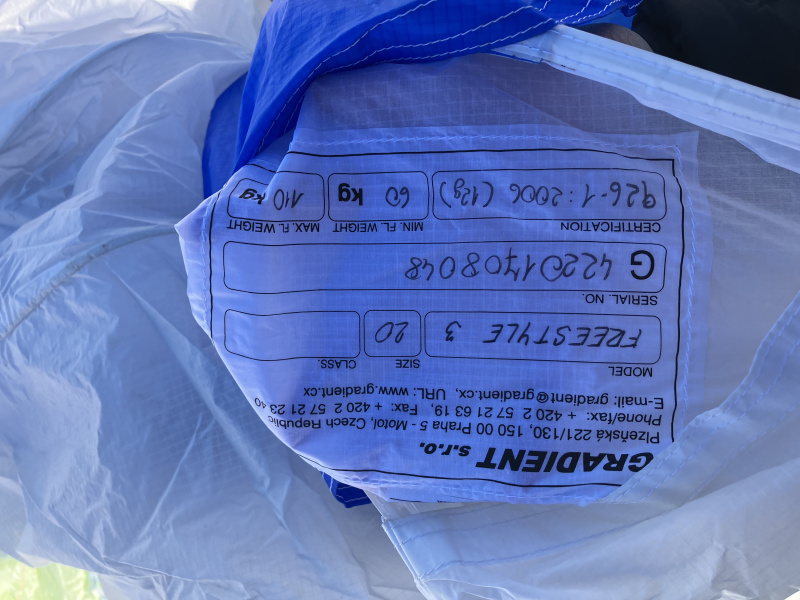 GRADIENT s.r.o.
Plzeňská 221/130, 150 00 Praha 5 - Motol, Czech Republic
Phone/fax: + 420 2 57 21 63 19, Fax: + 420 2 57 21 23 40
E-mail: gradient@gradient.cx, URL: www.gradient.cx
MODEL SIZE CLASS.
FREESTYLE 3 20
SERIAL NO.
G 42201708048
CERTIFICATION MIN. FL. WEIGHT MAX. FL. WEIGHT
926-1:2006 (12g) 60 kg 110 kg